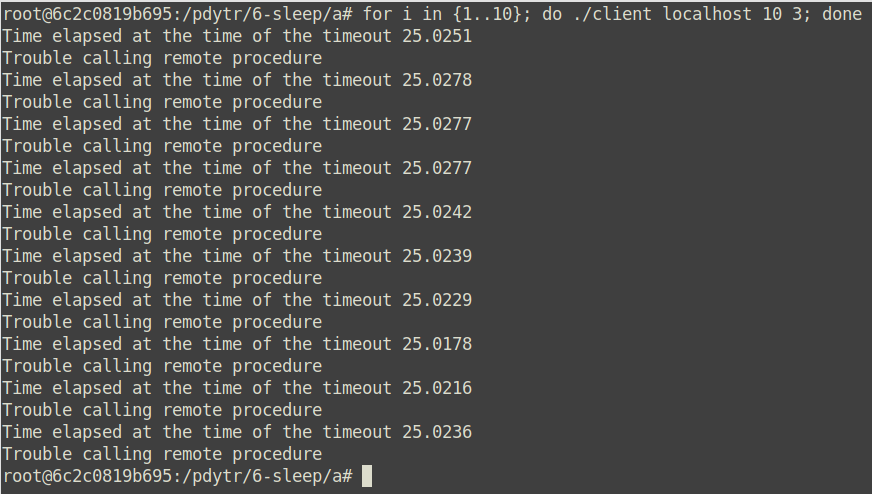 root@6c2c0819b695:/pdytr/6-sleep/a# for i in {1..10}; do ./client localhost 10 3; done
Time elapsed at the time of the timeout 25.0251
Trouble calling remote procedure
Time elapsed at the time of the timeout 25.0278
Trouble calling remote procedure
Time elapsed at the time of the timeout 25.0277
Trouble calling remote procedure
Time elapsed at the time of the timeout 25.0277
Trouble calling remote procedure
Time elapsed at the time of the timeout 25.0242
Trouble calling remote procedure
Time elapsed at the time of the timeout 25.0239
Trouble calling remote procedure
Time elapsed at the time of the timeout 25.0229
Trouble calling remote procedure
Time elapsed at the time of the timeout 25.0178
Trouble calling remote procedure
Time elapsed at the time of the timeout 25.0216
Trouble calling remote procedure
Time elapsed at the time of the timeout 25.0236
Trouble calling remote procedure
root@6c2c0819b695:/pdytr/6-sleep/a#